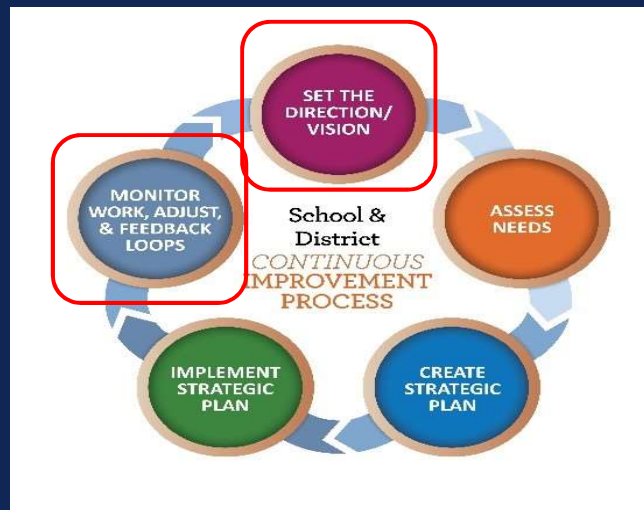 SET THE
DIRECTION/
VISION
MONITOR
WORK, ADJUST,
& FEEDBACK
LOOPS
School &
District
CONTINUOUS
IMPROVEMENT
PROCESS
ASSESS
NEEDS
IMPLEMENT
STRATEGIC
PLAN
CREATE
STRATEGIC
PLAN